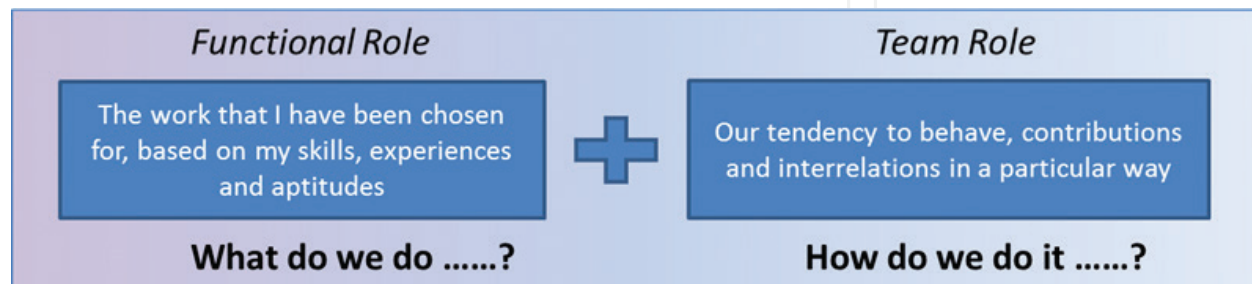 Functional Role
The work that I have been chosen
for, based on my skills, experiences
and aptitudes
What do we do ......?
Team Role
Our tendency to behave, contributions
and interrelations in a particular way
How do we do it ......?